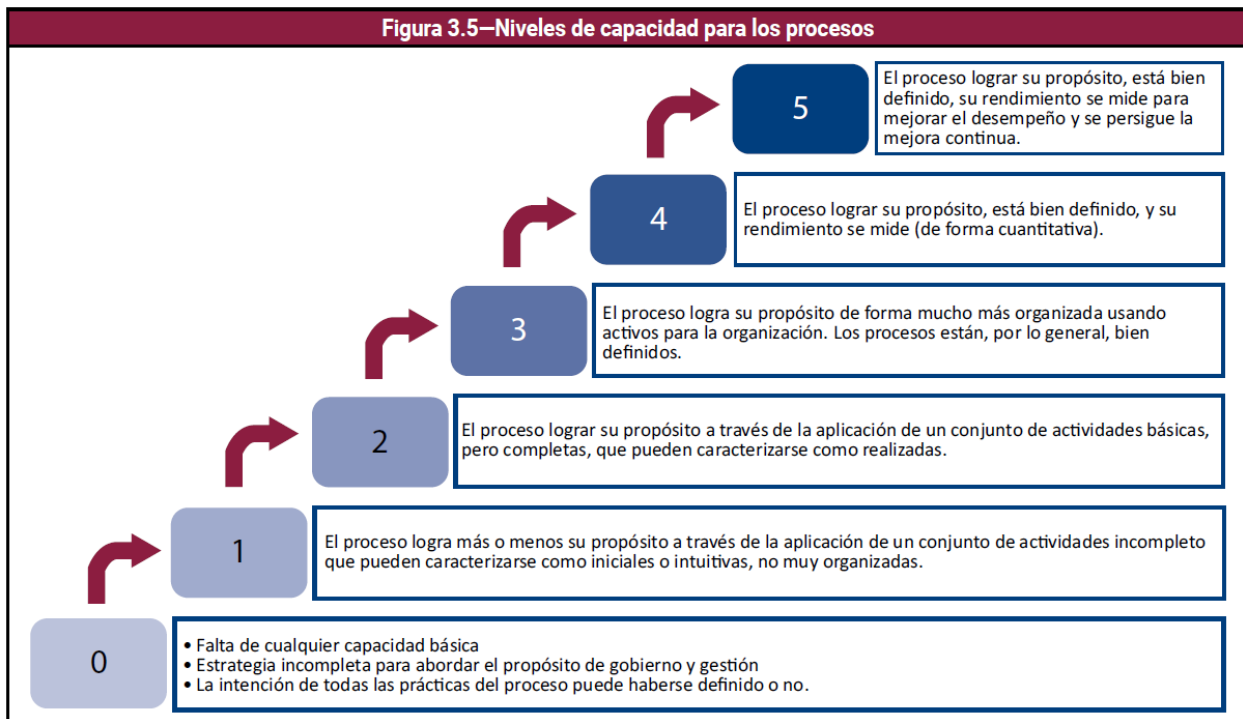 Figura 3.5—Niveles de capacidad para los procesos
5
El proceso lograr su propósito, está bien
definido, su rendimiento se mide para
mejorar el desempeño y se persigue la
mejora continua.
4
El proceso lograr su propósito, está bien definido, y su
rendimiento se mide (de forma cuantitativa).
3
El proceso logra su propósito de forma mucho más organizada usando
activos para la organización. Los procesos están, por lo general, bien
definidos.
2
El proceso lograr su propósito a través de la aplicación de un conjunto de actividades básicas,
pero completas, que pueden caracterizarse como realizadas.
1
El proceso logra más o menos su propósito a través de la aplicación de un conjunto de actividades incompleto
que pueden caracterizarse como iniciales o intuitivas, no muy organizadas.
0
• Falta de cualquier capacidad básica
• Estrategia incompleta para abordar el propósito de gobierno y gestión
• La intención de todas las prácticas del proceso puede haberse definido o no.